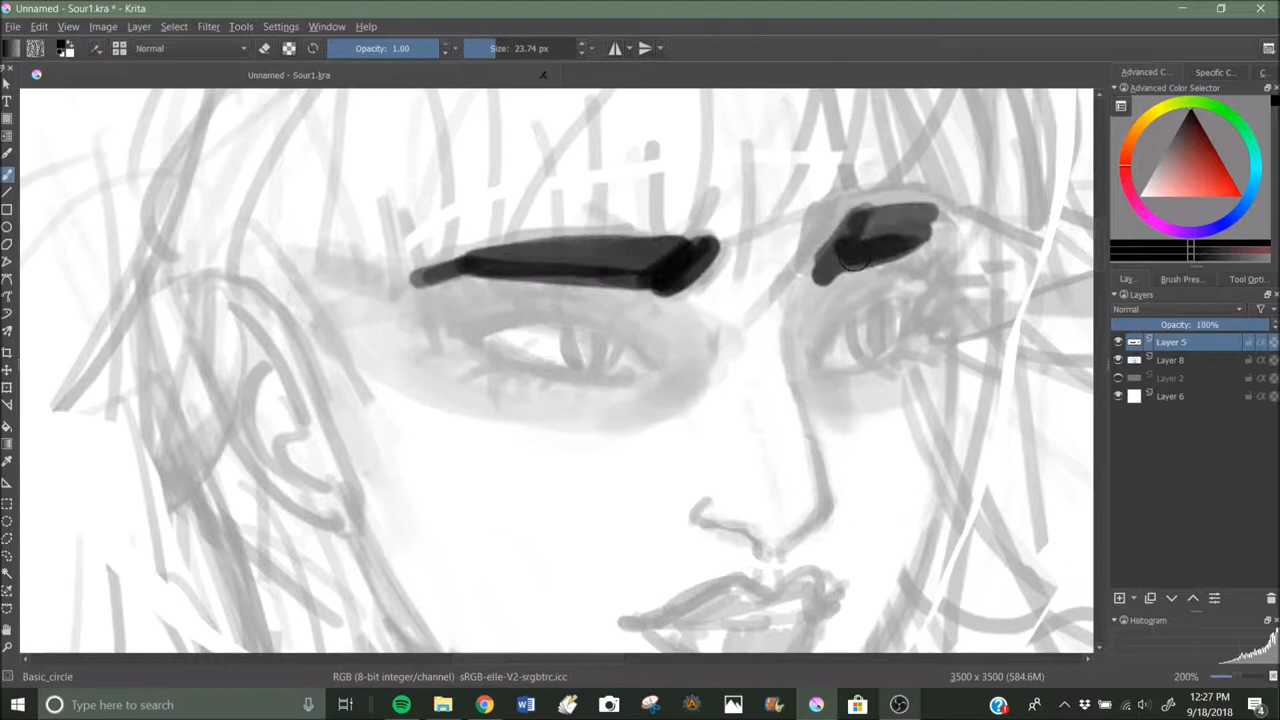 Unnamed - Sour1.kra * - Krita
File Edit View Image Layer Select Filter Tools Settings Window Help
Normal Opacity: 1.00 Size: 23.74 px
Unnamed - Sour1.kra
Advanced C... Specific C... C..
Advanced Color Selector
Lay... Brush Pres... Tool Opti...
Layers
Normal
Opacity: 100%
Layer 5
Layer 8
Layer 2
Layer 6
Histogram
Basic_circle RGB (8-bit integer/channel) sRGB-elle-V2-srgbtrc.icc 3500 x 3500 (584.6M) 200%
Type here to search
12:27 PM
9/18/2018
4